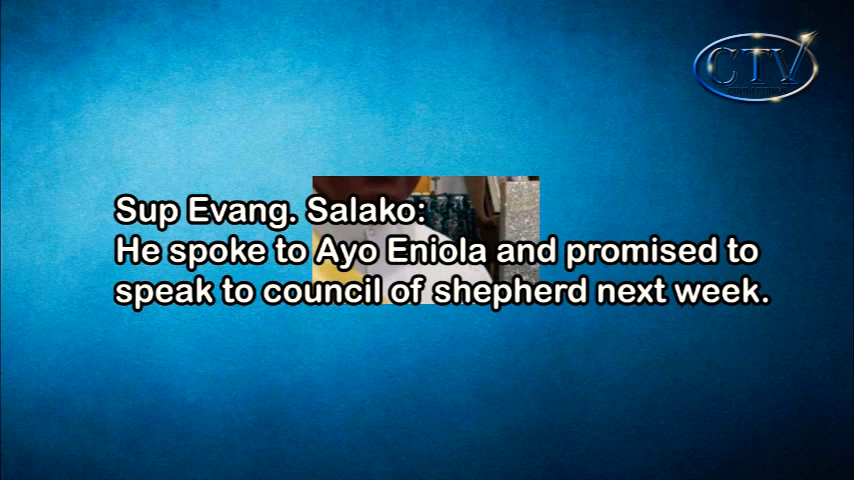 CTV
Sup Evang. Salako:
He spoke to Ayo Eniola and promised to
speak to council of shepherd next week.